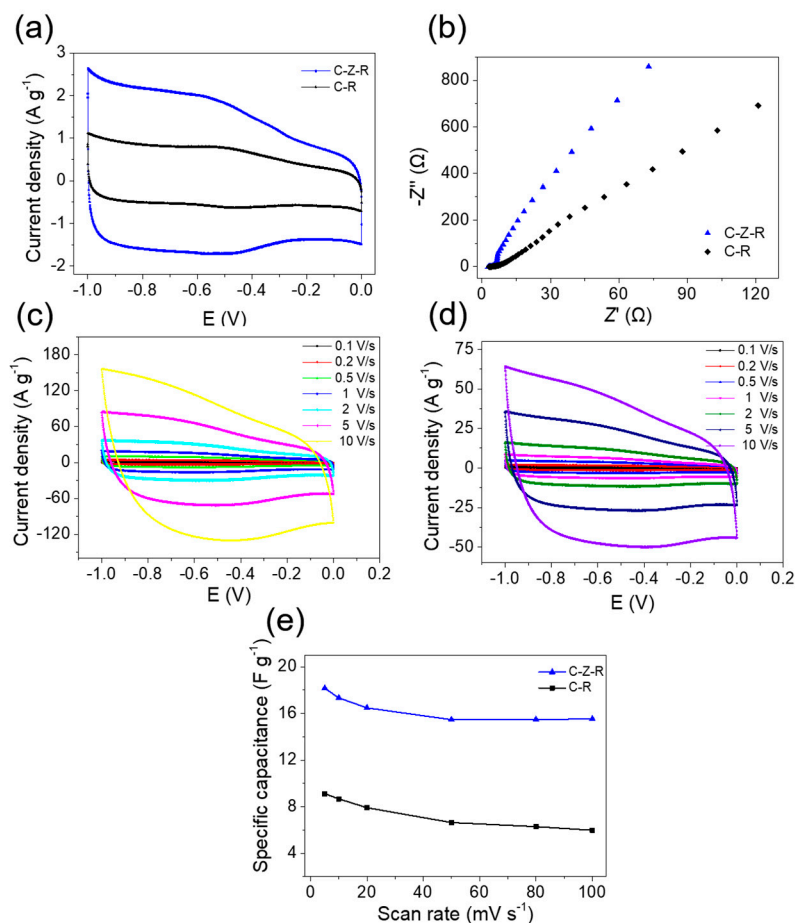 (a)
3
2
1
0
-1
-2
Current density (A g⁻¹)
C-Z-R
C-R
-1.0 -0.8 -0.6 -0.4 -0.2 0.0
E (V)
(b)
800
600
400
200
0
-Z'' (Ω)
C-Z-R
C-R
0 30 60 90 120
Z' (Ω)
(c)
180
120
60
0
-60
-120
Current density (A g⁻¹)
0.1 V/s
0.2 V/s
0.5 V/s
1 V/s
2 V/s
5 V/s
10 V/s
-1.0 -0.8 -0.6 -0.4 -0.2 0.0 0.2
E (V)
(d)
75
50
25
0
-25
-50
Current density (A g⁻¹)
0.1 V/s
0.2 V/s
0.5 V/s
1 V/s
2 V/s
5 V/s
10 V/s
-1.0 -0.8 -0.6 -0.4 -0.2 0.0 0.2
E (V)
(e)
20
16
12
8
4
Specific capacitance (F g⁻¹)
C-Z-R
C-R
0 20 40 60 80 100
Scan rate (mV s⁻¹)